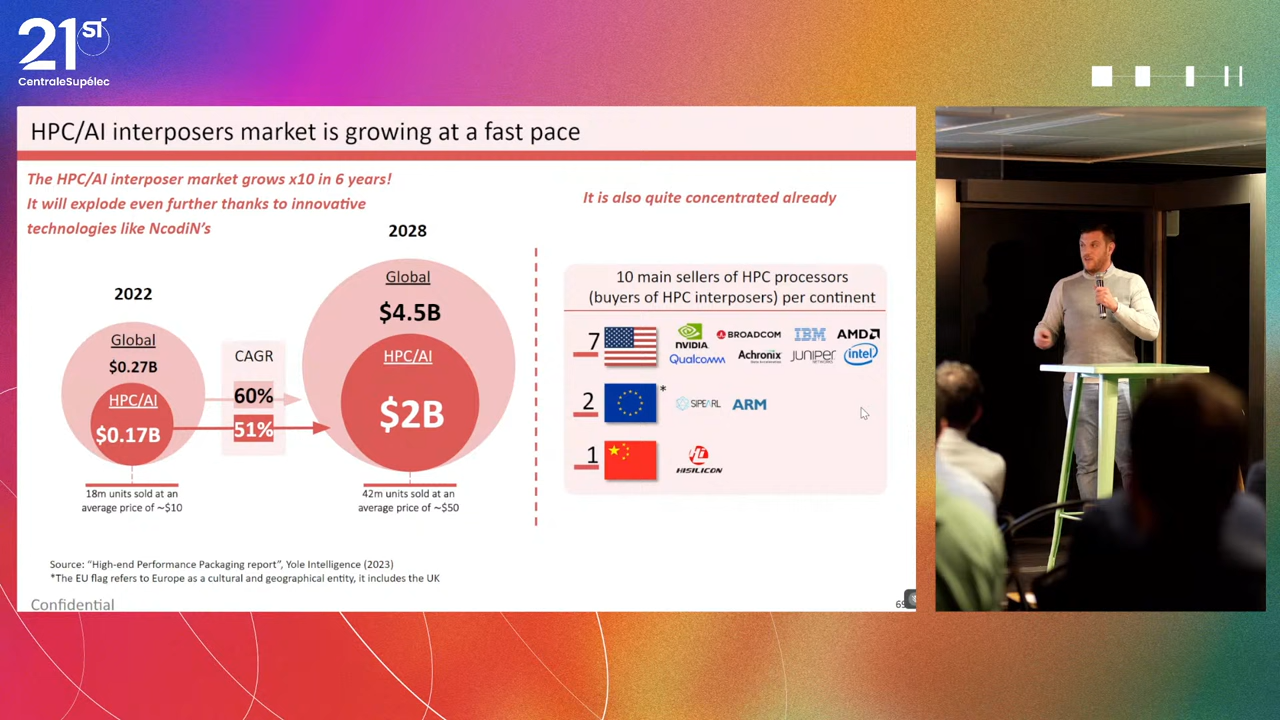 21ST
CentraleSupélec
HPC/AI interposers market is growing at a fast pace
The HPC/AI interposer market grows x10 in 6 years!
It will explode even further thanks to innovative
technologies like NcodiN's
2022
Global
$0.27B
HPC/AI
$0.17B
18m units sold at an
average price of ~$10
CAGR
60%
51%
2028
Global
$4.5B
HPC/AI
$2B
42m units sold at an
average price of ~$50
It is also quite concentrated already
10 main sellers of HPC processors
(buyers of HPC interposers) per continent
7
NVIDIA BROADCOM IBM AMD
Qualcomm Achronix JUNIPER intel
2 *
SIPEARL ARM
1
HISILICON
Source: "High-end Performance Packaging report", Yole Intelligence (2023)
*The EU flag refers to Europe as a cultural and geographical entity, it includes the UK
Confidential